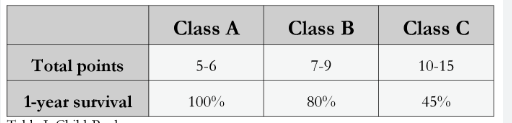 Class A Class B Class C
Total points 5-6 7-9 10-15
1-year survival 100% 80% 45%